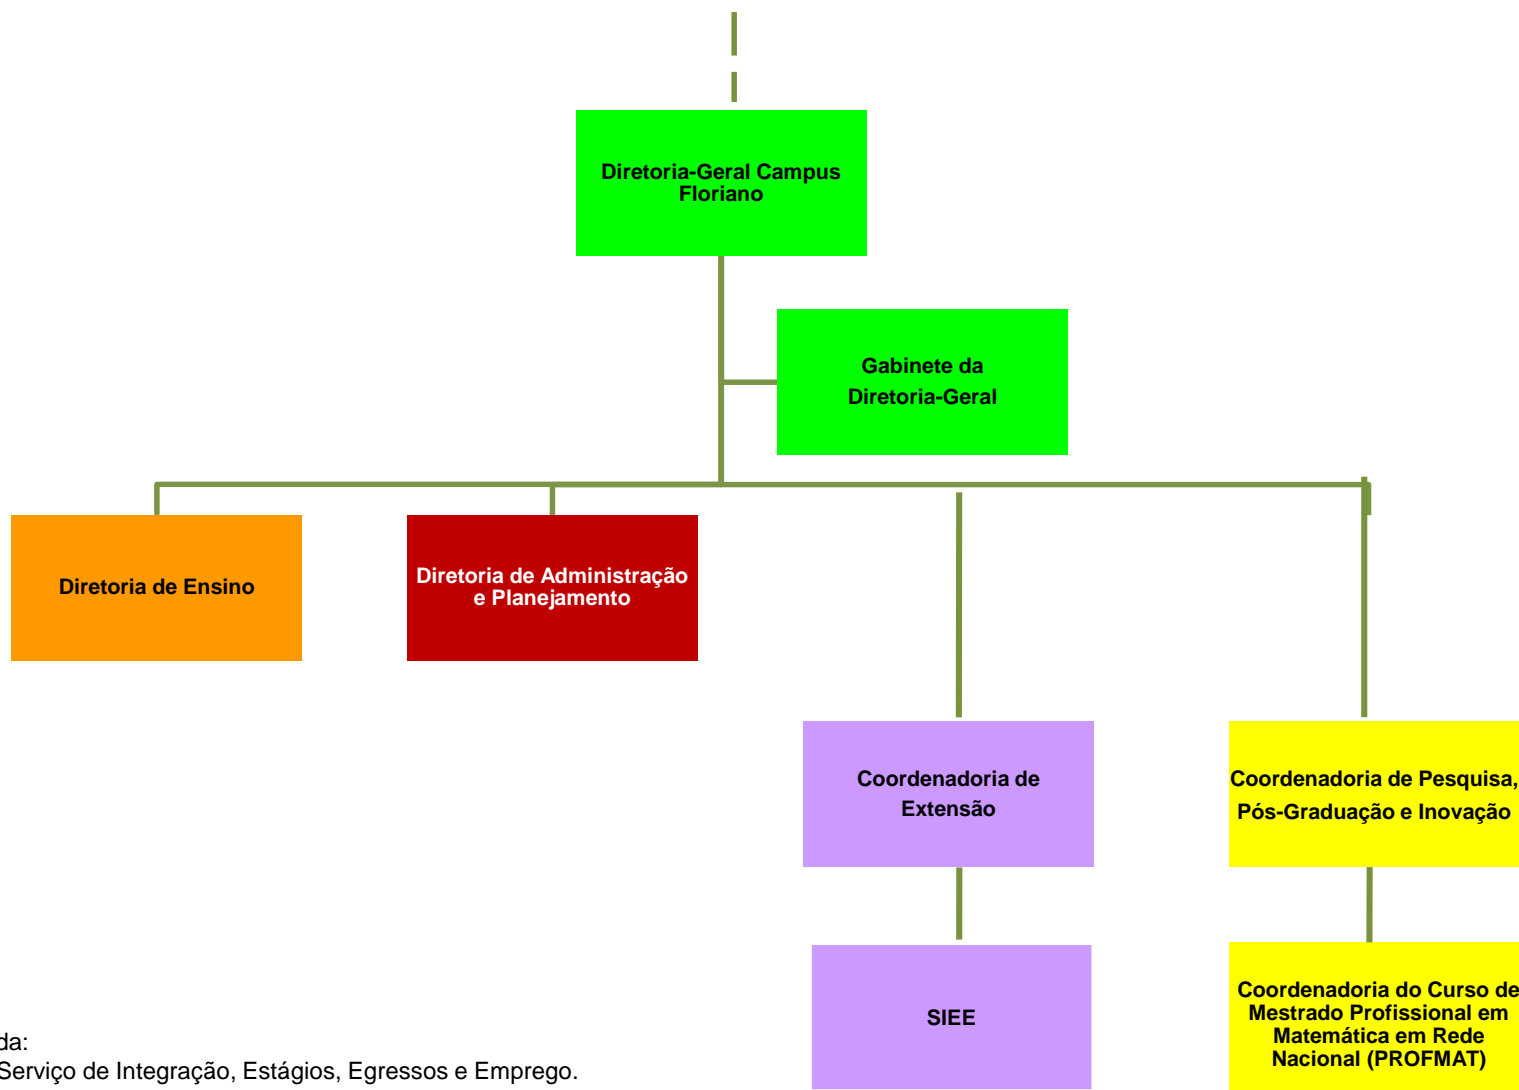 Diretoria-Geral Campus
Floriano
Gabinete da
Diretoria-Geral
Diretoria de Ensino
Diretoria de Administração
e Planejamento
Coordenadoria de
Extensão
Coordenadoria de Pesquisa,
Pós-Graduação e Inovação
SIEE
Coordenadoria do Curso de
Mestrado Profissional em
Matemática em Rede
Nacional (PROFMAT)
da:
Serviço de Integração, Estágios, Egressos e Emprego.